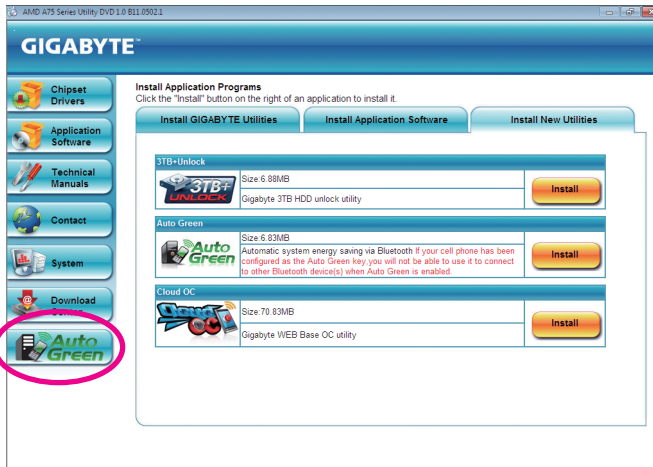 AMD A75 Series Utility DVD 1.0 B11.0502.1
GIGABYTE™
Chipset
Drivers
Application
Software
Technical
Manuals
Contact
System
Download
Center
Auto
Green
Install Application Programs
Click the "Install" button on the right of an application to install it.
Install GIGABYTE Utilities
Install Application Software
Install New Utilities
3TB+Unlock
3TB+
UNLOCK
Size:6.88MB
Gigabyte 3TB HDD unlock utility
Install
Auto Green
Auto
Green
Size:6.83MB
Automatic system energy saving via Bluetooth If your cell phone has been
configured as the Auto Green key,you will not be able to use it to connect
to other Bluetooth device(s) when Auto Green is enabled.
Install
Cloud OC
Cloud
OC
Size:70.83MB
Gigabyte WEB Base OC utility
Install